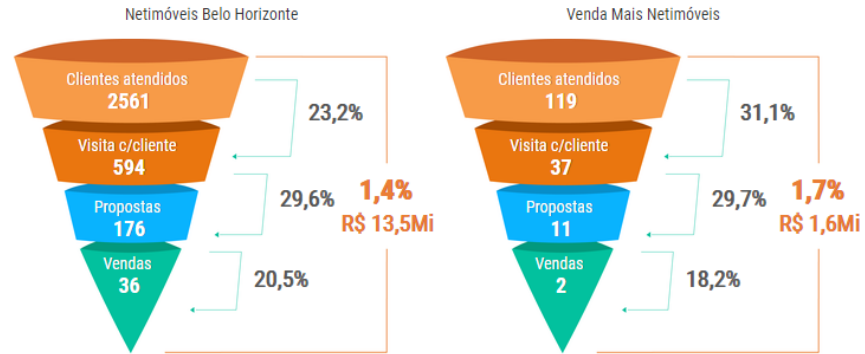 Netimóveis Belo Horizonte
Clientes atendidos
2561
23,2%
Visita c/cliente
594
29,6%
1,4%
R$ 13,5Mi
Propostas
176
20,5%
Vendas
36
Venda Mais Netimóveis
Clientes atendidos
119
31,1%
Visita c/cliente
37
29,7%
1,7%
R$ 1,6Mi
Propostas
11
18,2%
Vendas
2